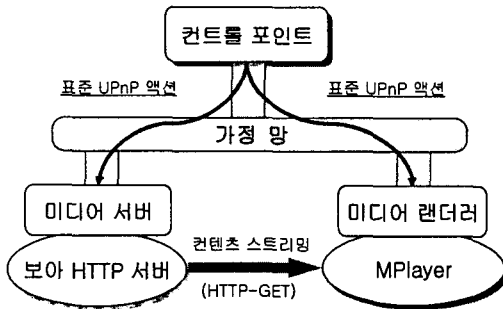 컨트롤 포인트
표준 UPnP 액션
표준 UPnP 액션
가정 망
미디어 서버
미디어 랜더러
보아 HTTP 서버
컨텐츠 스트리밍
(HTTP-GET)
MPlayer